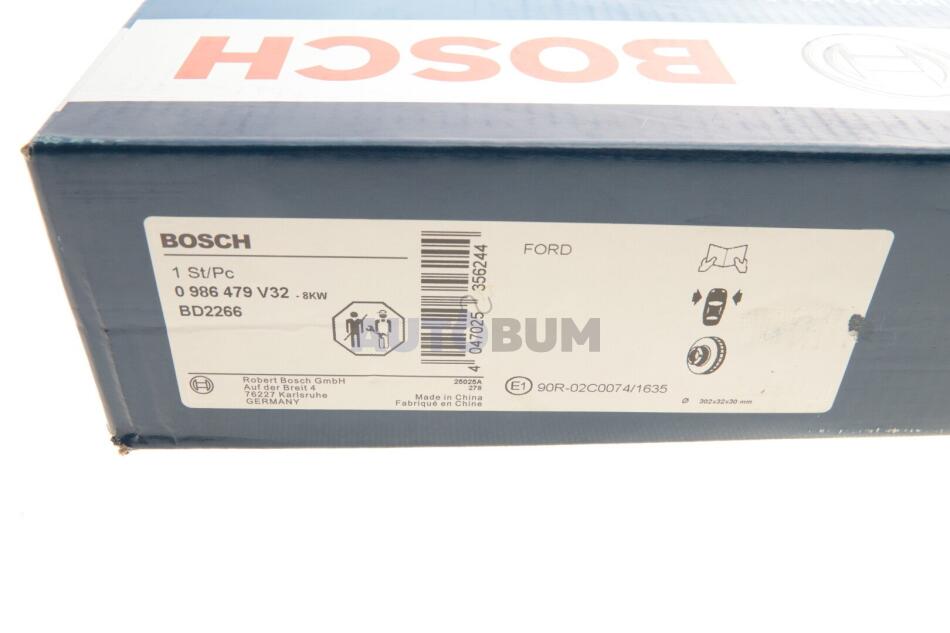 BOSCH
BOSCH
1 St/Pc
0 986 479 V32 - 8KW
BD2266
Robert Bosch GmbH
Auf der Breit 4
76227 Karlsruhe
GERMANY
25025A
278
Made in China
Fabriqué en Chine
4 047025 356244
FORD
E1 90R-02C0074/1635
Ø 302x32x30 mm
AUTOBUM